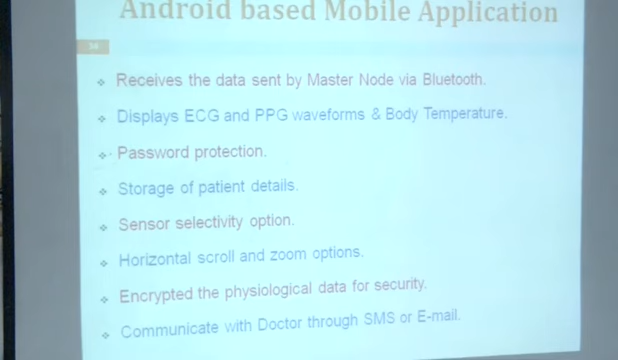 Android based Mobile Application
34
Receives the data sent by Master Node via Bluetooth.
Displays ECG and PPG waveforms & Body Temperature.
Password protection.
Storage of patient details.
Sensor selectivity option.
Horizontal scroll and zoom options.
Encrypted the physiological data for security.
Communicate with Doctor through SMS or E-mail.